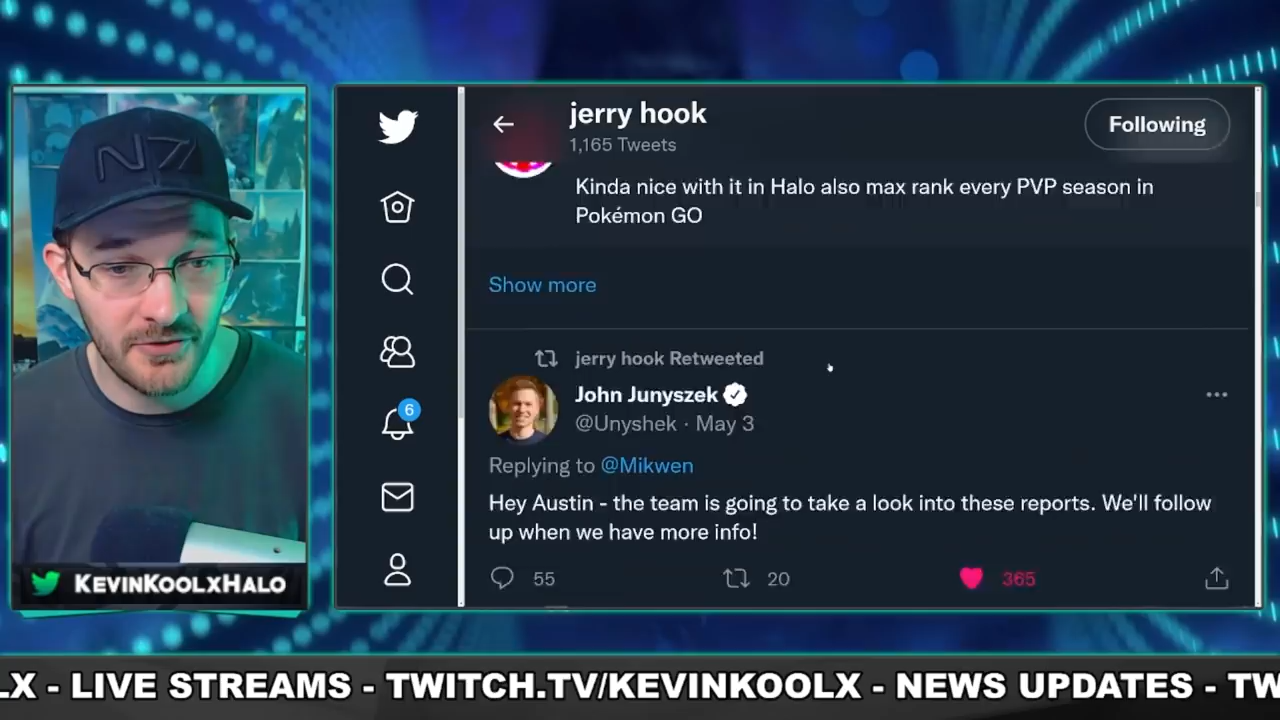 N7
KevinKoolxHalo
jerry hook
1,165 Tweets
Following
Kinda nice with it in Halo also max rank every PVP season in
Pokémon GO
Show more
jerry hook Retweeted
John Junyszek
@Unyshek · May 3
6
Replying to @Mikwen
Hey Austin - the team is going to take a look into these reports. We'll follow
up when we have more info!
55
20
365
LX - LIVE STREAMS - TWITCH.TV/KEVINKOOLX - NEWS UPDATES - TW